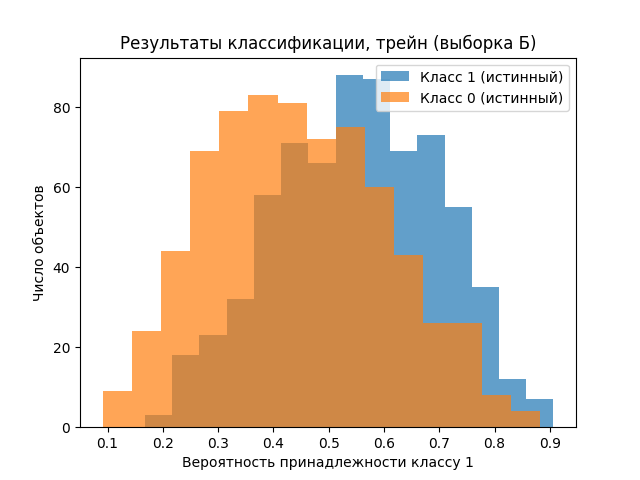 Результаты классификации, трейн (выборка Б)
Класс 1 (истинный)
Класс 0 (истинный)
Число объектов
80
60
40
20
0
0.1 0.2 0.3 0.4 0.5 0.6 0.7 0.8 0.9
Вероятность принадлежности классу 1